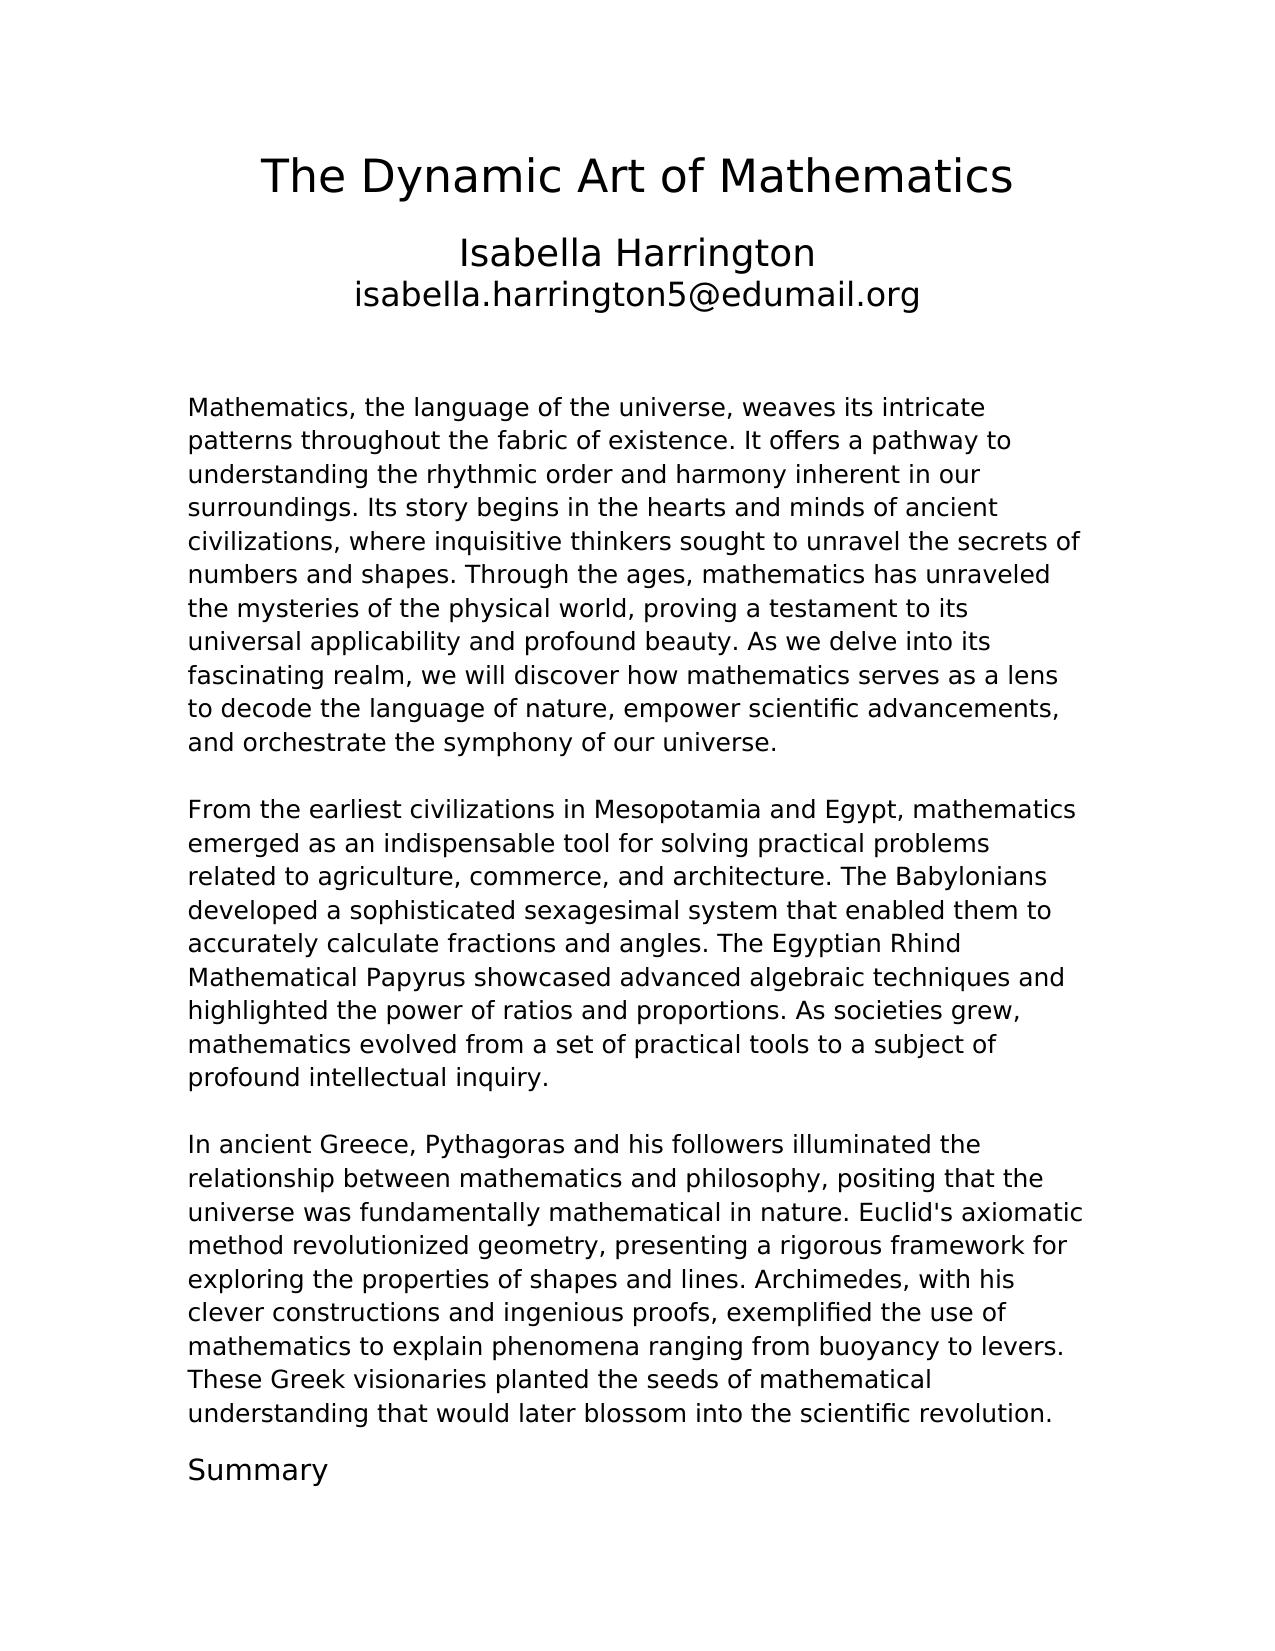 The Dynamic Art of Mathematics
Isabella Harrington
isabella.harrington5@edumail.org
Mathematics, the language of the universe, weaves its intricate
patterns throughout the fabric of existence. It offers a pathway to
understanding the rhythmic order and harmony inherent in our
surroundings. Its story begins in the hearts and minds of ancient
civilizations, where inquisitive thinkers sought to unravel the secrets of
numbers and shapes. Through the ages, mathematics has unraveled
the mysteries of the physical world, proving a testament to its
universal applicability and profound beauty. As we delve into its
fascinating realm, we will discover how mathematics serves as a lens
to decode the language of nature, empower scientific advancements,
and orchestrate the symphony of our universe.
From the earliest civilizations in Mesopotamia and Egypt, mathematics
emerged as an indispensable tool for solving practical problems
related to agriculture, commerce, and architecture. The Babylonians
developed a sophisticated sexagesimal system that enabled them to
accurately calculate fractions and angles. The Egyptian Rhind
Mathematical Papyrus showcased advanced algebraic techniques and
highlighted the power of ratios and proportions. As societies grew,
mathematics evolved from a set of practical tools to a subject of
profound intellectual inquiry.
In ancient Greece, Pythagoras and his followers illuminated the
relationship between mathematics and philosophy, positing that the
universe was fundamentally mathematical in nature. Euclid's axiomatic
method revolutionized geometry, presenting a rigorous framework for
exploring the properties of shapes and lines. Archimedes, with his
clever constructions and ingenious proofs, exemplified the use of
mathematics to explain phenomena ranging from buoyancy to levers.
These Greek visionaries planted the seeds of mathematical
understanding that would later blossom into the scientific revolution.
Summary